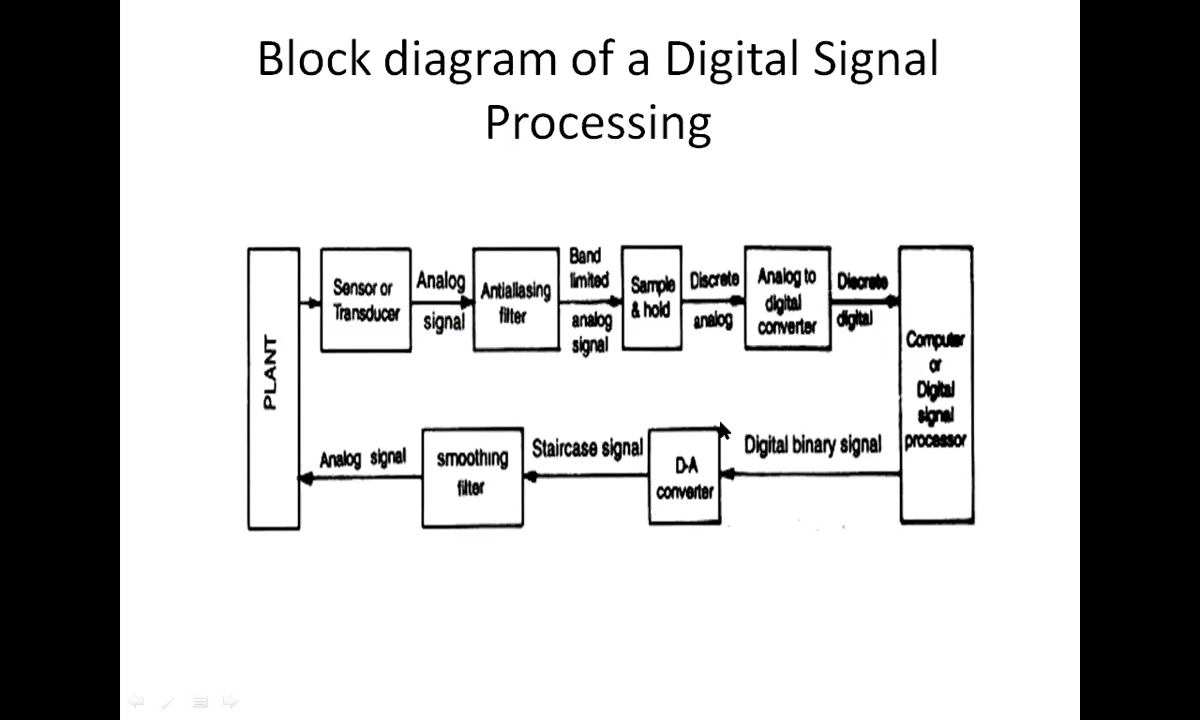 Block diagram of a Digital Signal
Processing
PLANT
Sensor or
Transducer
Analog
signal
Antialiasing
filter
Band
limited
analog
signal
Sample
& hold
Discrete
analog
Analog to
digital
converter
Discrete
digital
Computer
or
Digital
signal
processor
Digital binary signal
D-A
converter
Staircase signal
smoothing
filter
Analog signal